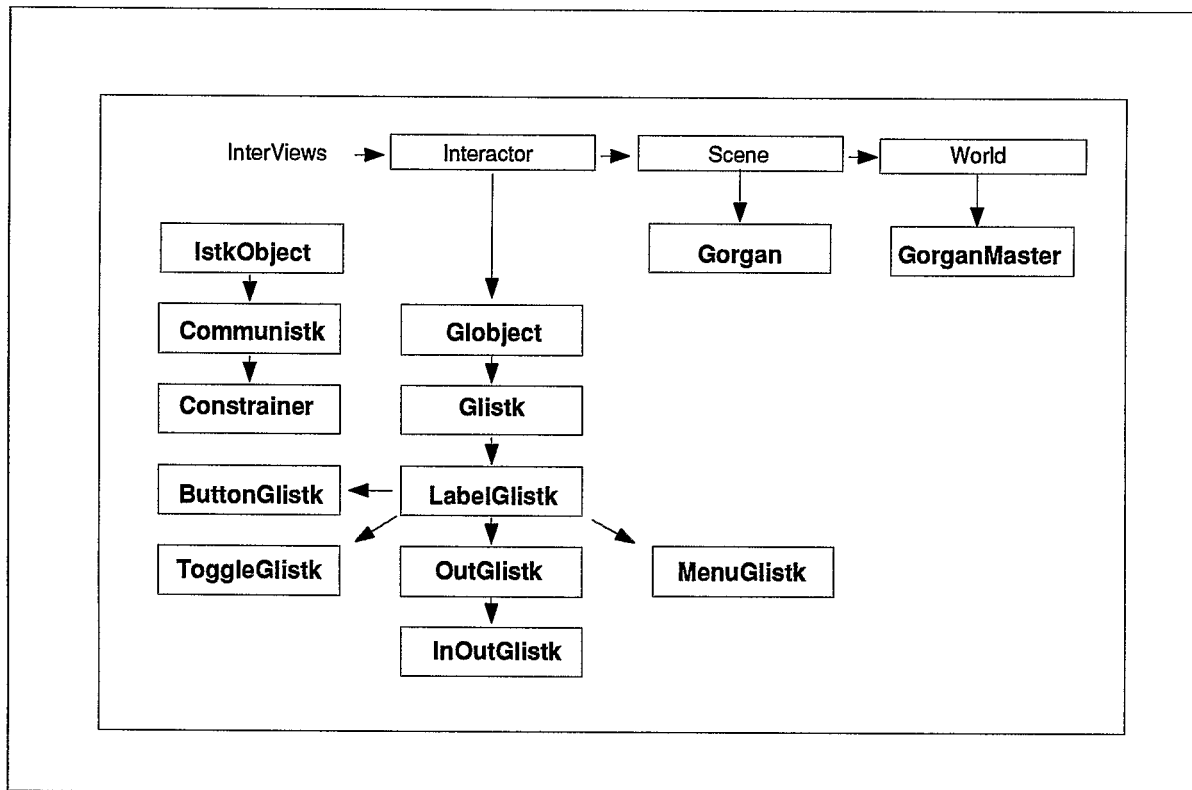 InterViews Interactor Scene World
IstkObject Gorgan GorganMaster
Communistk Globject
Constrainer Glistk
ButtonGlistk LabelGlistk
ToggleGlistk OutGlistk MenuGlistk
InOutGlistk